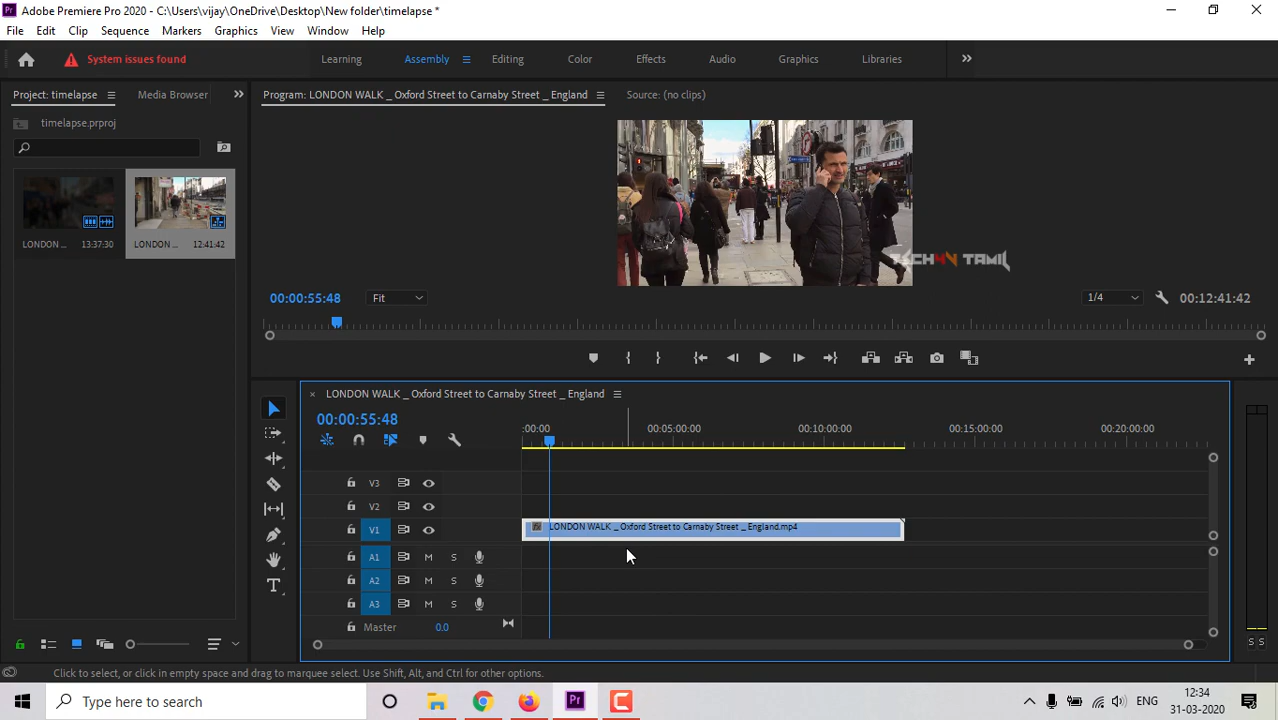 Adobe Premiere Pro 2020 - C:\Users\vijay\OneDrive\Desktop\New folder\timelapse *
File Edit Clip Sequence Markers Graphics View Window Help
System issues found Learning Assembly Editing Color Effects Audio Graphics Libraries
Project: timelapse Media Browser
timelapse.prproj
LONDON ... 13:37:30 LONDON ... 12:41:42
Program: LONDON WALK _ Oxford Street to Carnaby Street _ England Source: (no clips)
TECH4N TAMIL
00:00:55:48 Fit 1/4 00:12:41:42
LONDON WALK _ Oxford Street to Carnaby Street _ England
00:00:55:48
:00:00 00:05:00:00 00:10:00:00 00:15:00:00 00:20:00:00
V3
V2
V1 fx LONDON WALK _ Oxford Street to Carnaby Street _ England.mp4
A1 M S
A2 M S
A3 M S
Master 0.0
S S
Click to select, or click in empty space and drag to marquee select. Use Shift, Alt, and Ctrl for other options.
Type here to search
Pr
ENG
12:34
31-03-2020